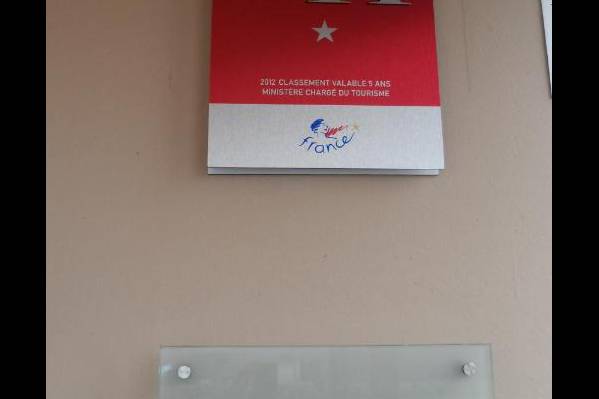 2012 CLASSEMENT VALABLE 5 ANS
MINISTÈRE CHARGÉ DU TOURISME
france